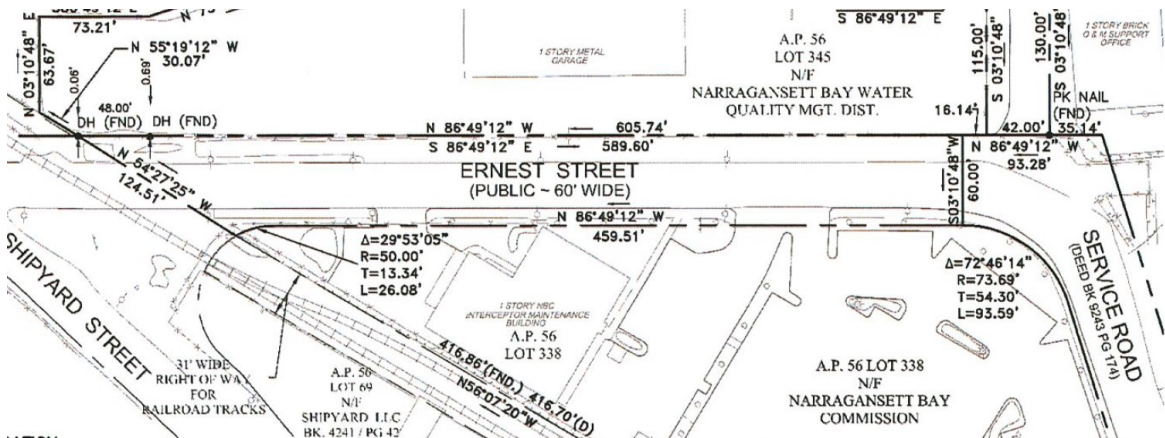 73.21'
N 55°19'12" W
30.07'
N 03°10'48" E
63.67'
0.06'
0.69'
48.00'
DH (FND)
DH (FND)
1 STORY METAL
GARAGE
S 86°49'12" E
A.P. 56
LOT 345
N/F
NARRAGANSETT BAY WATER
QUALITY MGT. DIST.
115.00'
S 03°10'48" E
130.00'
S 03°10'48" E
1 STORY BRICK
O & M SUPPORT
OFFICE
PK NAIL
(FND)
16.14'
42.00'
35.14'
N 86°49'12" W
605.74'
S 86°49'12" E
589.60'
N 86°49'12" W
93.28'
ERNEST STREET
(PUBLIC ~ 60' WIDE)
S03°10'48"W
60.00'
N 54°27'25" W
124.51'
N 86°49'12" W
459.51'
Δ=29°53'05"
R=50.00'
T=13.34'
L=26.08'
Δ=72°46'14"
R=73.69'
T=54.30'
L=93.59'
SERVICE ROAD
(DEED BK 9243 PG 174)
SHIPYARD STREET
1 STORY NBC
INTERCEPTOR MAINTENANCE
BUILDING
A.P. 56
LOT 338
416.86'(FND.) 416.70'(D)
N56°07'20"W
31' WIDE
RIGHT OF WAY
FOR
RAILROAD TRACKS
A.P. 56
LOT 69
N/F
SHIPYARD LLC
BK. 4241 / PG 42
A.P. 56 LOT 338
N/F
NARRAGANSETT BAY
COMMISSION